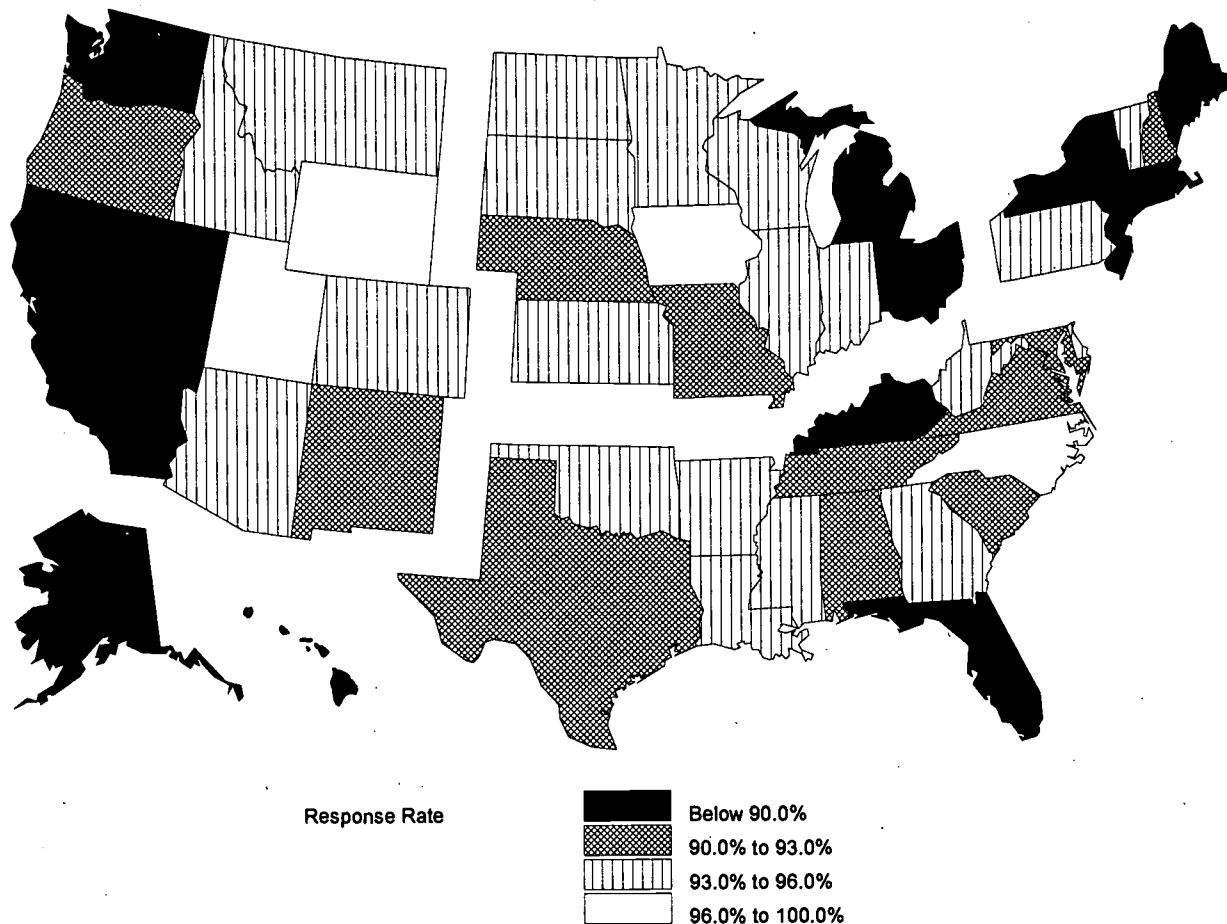 Response Rate
Below 90.0%
90.0% to 93.0%
93.0% to 96.0%
96.0% to 100.0%